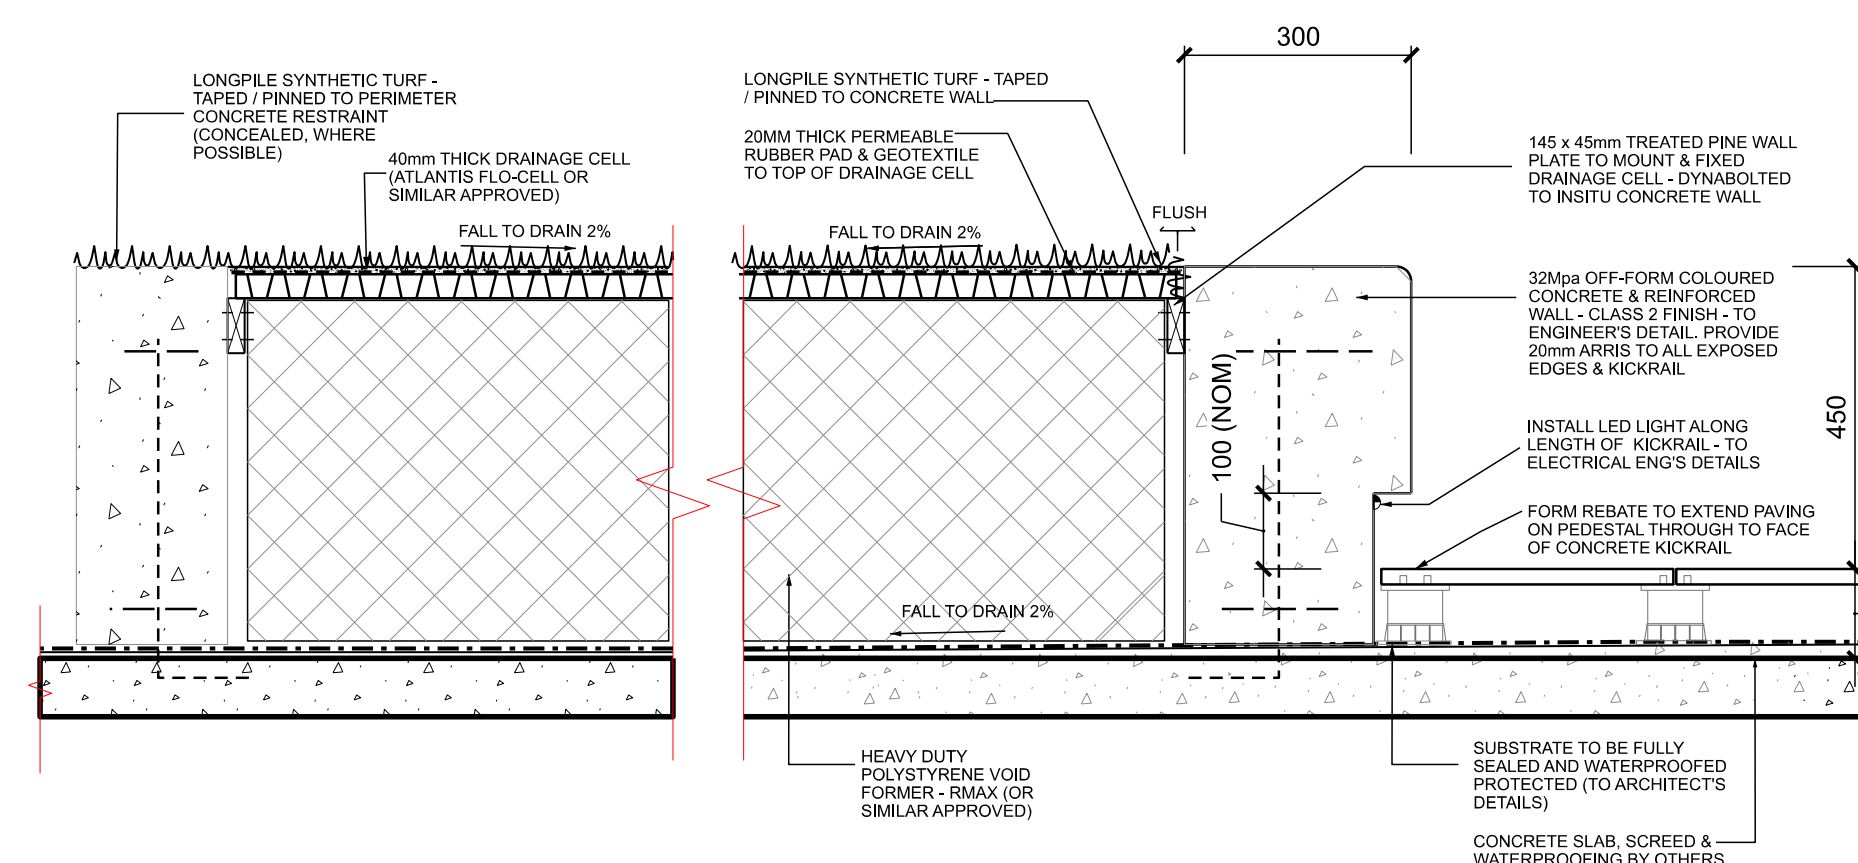 300
LONGPILE SYNTHETIC TURF -
TAPED / PINNED TO PERIMETER
CONCRETE RESTRAINT
(CONCEALED, WHERE
POSSIBLE)
40mm THICK DRAINAGE CELL
(ATLANTIS FLO-CELL OR
SIMILAR APPROVED)
FALL TO DRAIN 2%
LONGPILE SYNTHETIC TURF - TAPED
/ PINNED TO CONCRETE WALL
20MM THICK PERMEABLE
RUBBER PAD & GEOTEXTILE
TO TOP OF DRAINAGE CELL
FLUSH
FALL TO DRAIN 2%
145 x 45mm TREATED PINE WALL
PLATE TO MOUNT & FIXED
DRAINAGE CELL - DYNABOLTED
TO INSITU CONCRETE WALL
32Mpa OFF-FORM COLOURED
CONCRETE & REINFORCED
WALL - CLASS 2 FINISH - TO
ENGINEER'S DETAIL. PROVIDE
20mm ARRIS TO ALL EXPOSED
EDGES & KICKRAIL
450
100 (NOM)
INSTALL LED LIGHT ALONG
LENGTH OF KICKRAIL - TO
ELECTRICAL ENG'S DETAILS
FORM REBATE TO EXTEND PAVING
ON PEDESTAL THROUGH TO FACE
OF CONCRETE KICKRAIL
FALL TO DRAIN 2%
HEAVY DUTY
POLYSTYRENE VOID
FORMER - RMAX (OR
SIMILAR APPROVED)
SUBSTRATE TO BE FULLY
SEALED AND WATERPROOFED
PROTECTED (TO ARCHITECT'S
DETAILS)
CONCRETE SLAB, SCREED &
WATERPROOFING BY OTHERS